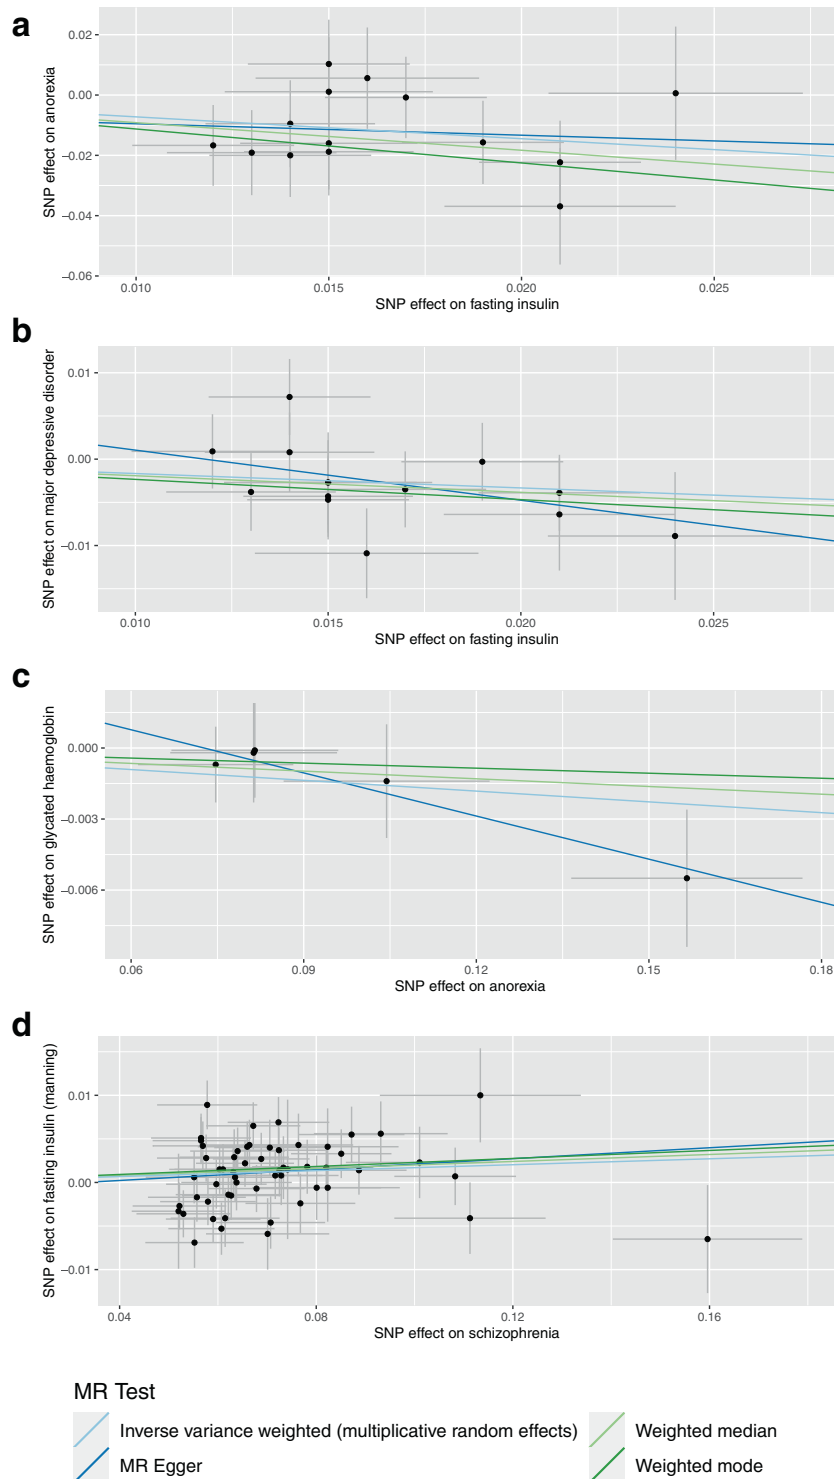 a
SNP effect on anorexia
0.02
0.00
−0.02
−0.04
−0.06
0.010
0.015
0.020
0.025
SNP effect on fasting insulin
b
SNP effect on major depressive disorder
0.01
0.00
−0.01
0.010
0.015
0.020
0.025
SNP effect on fasting insulin
c
SNP effect on glycated haemoglobin
0.000
−0.003
−0.006
0.06
0.09
0.12
0.15
0.18
SNP effect on anorexia
d
SNP effect on fasting insulin (manning)
0.01
0.00
−0.01
0.04
0.08
0.12
0.16
SNP effect on schizophrenia
MR Test
Inverse variance weighted (multiplicative random effects)
Weighted median
MR Egger
Weighted mode